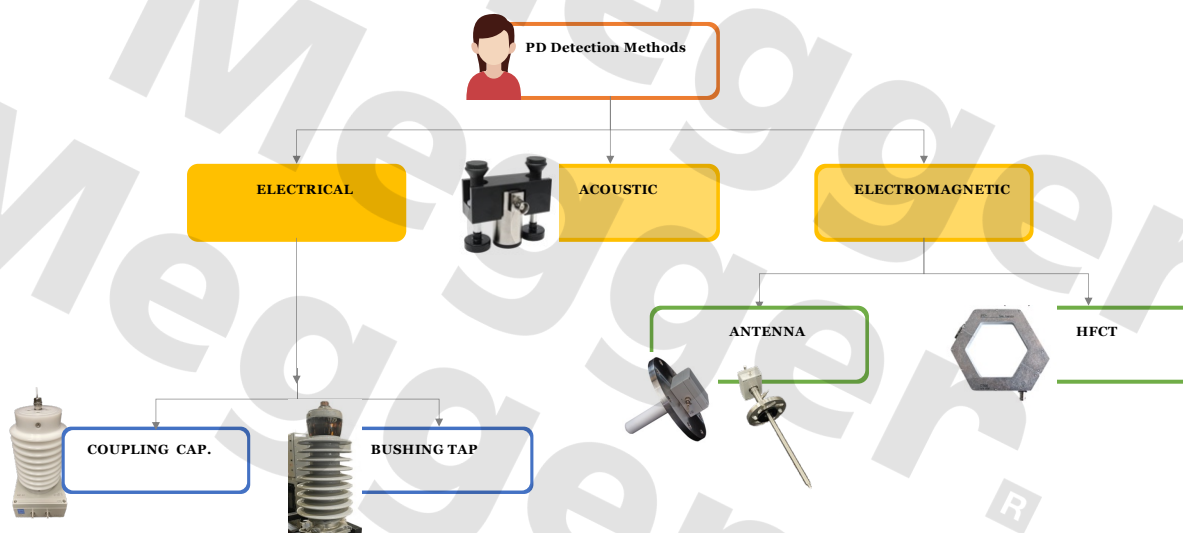 PD Detection Methods
ELECTRICAL
ACOUSTIC
ELECTROMAGNETIC
ANTENNA
HFCT
COUPLING CAP.
BUSHING TAP
Megger
Megger
R